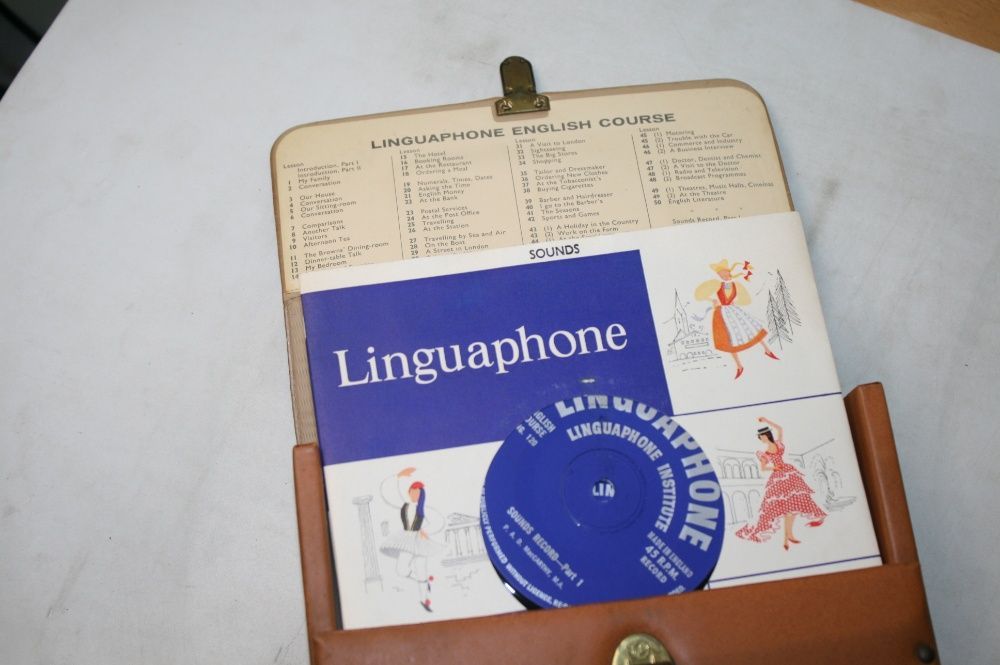 LINGUAPHONE ENGLISH COURSE
Lesson
Introduction, Part I
Introduction, Part II
1 My Family
2 Conversation
3 Our House
4 Conversation
5 Our Sitting-room
6 Conversation
7 Comparisons
8 Another Talk
9 Visitors
10 Afternoon Tea
11 The Browns' Dining-room
12 Dinner-table Talk
13 My Bedroom
14
Lesson
15 The Hotel
16 Booking Rooms
17 At the Restaurant
18 Ordering a Meal
19 Numerals, Times, Dates
20 Asking the Time
21 English Money
22 At the Bank
23 Postal Services
24 At the Post Office
25 Travelling
26 At the Station
27 Travelling by Sea and Air
28 On the Boat
29 A Street in London
Lesson
31 A Visit to London
32 Sightseeing
33 The Big Stores
34 Shopping
35 Tailor and Dressmaker
36 Ordering New Clothes
37 At the Tobacconist's
38 Buying Cigarettes
39 Barber and Hairdresser
40 I go to the Barber's
41 The Seasons
42 Sports and Games
43 (1) A Holiday in the Country
43 (2) Work on the Farm
44
Lesson
45 (1) Motoring
45 (2) Trouble with the Car
46 (1) Commerce and Industry
46 (2) A Business Interview
47 (1) Doctor, Dentist and Chemist
47 (2) A Visit to the Doctor
48 (1) Radio and Television
48 (2) Broadcast Programmes
49 (1) Theatres, Music Halls, Cinemas
49 (2) At the Theatre
50 English Literature
Sounds Record, Part I
SOUNDS
Linguaphone
LINGUAPHONE
LINGUAPHONE INSTITUTE
120
LIN
MADE IN ENGLAND
45 R.P.M.
RECORD
SOUNDS RECORD—Part 1
P. A. D. MacCARTHY, M.A.
PERFORMED WITHOUT LICENCE